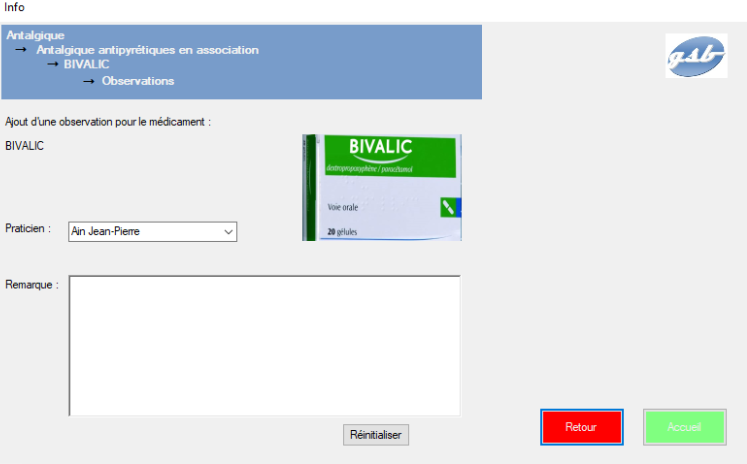 Info
Antalgique
→ Antalgique antipyrétiques en association
→ BIVALIC
→ Observations
gsb
Ajout d'une observation pour le médicament :
BIVALIC
BIVALIC
dextropropoxyphène / paracétamol
Voie orale
20 gélules
Praticien :
Ain Jean-Pierre
Remarque :
Réinitialiser
Retour
Accueil